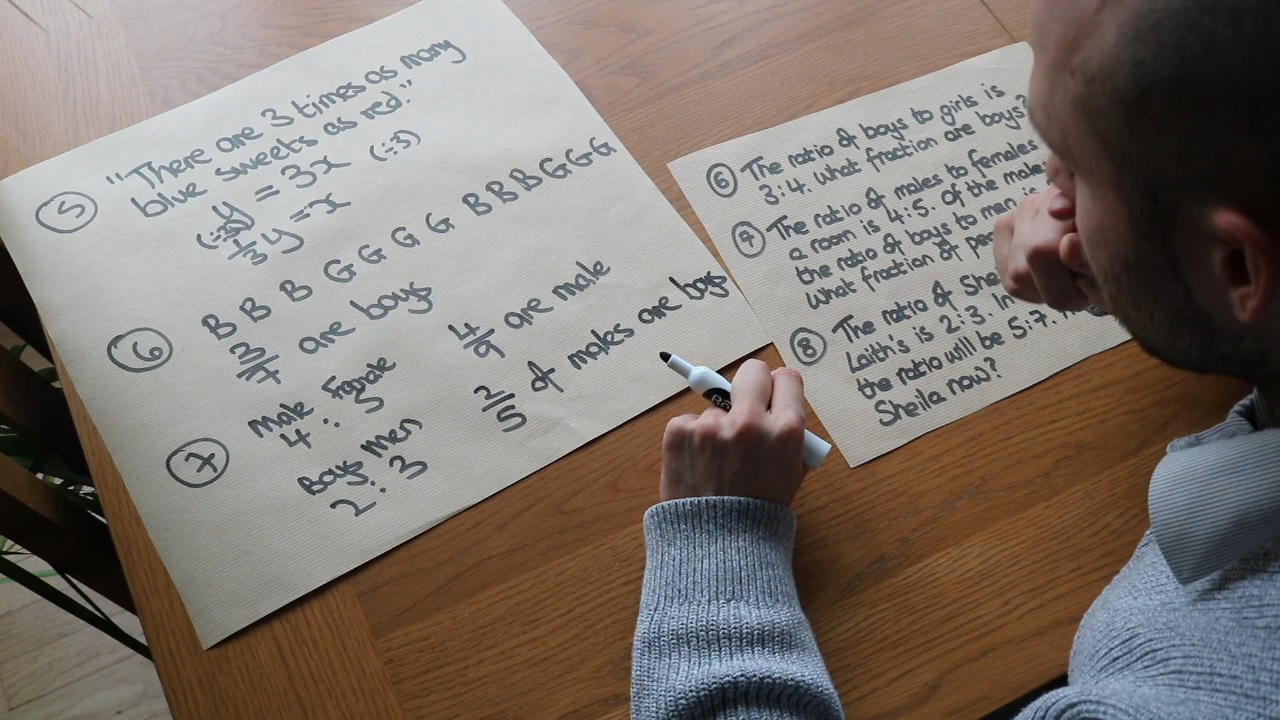 5
"There are 3 times as many
blue sweets as red."
y = 3x (÷3)
1/3 y = x
6
B B B G G G G B B B G G G
3/7 are boys
7
Male : Female
4 : 5
4/9 are male
Boys Men
2 : 3
2/5 of males are boys
6 The ratio of boys to girls is
3:4. What fraction are boys?
7 The ratio of males to females
a room is 4:5. Of the males
the ratio of boys to men is
What fraction of
8 The ratio of
Laith's is 2:3. In
the ratio will be 5:7.
Sheila now?